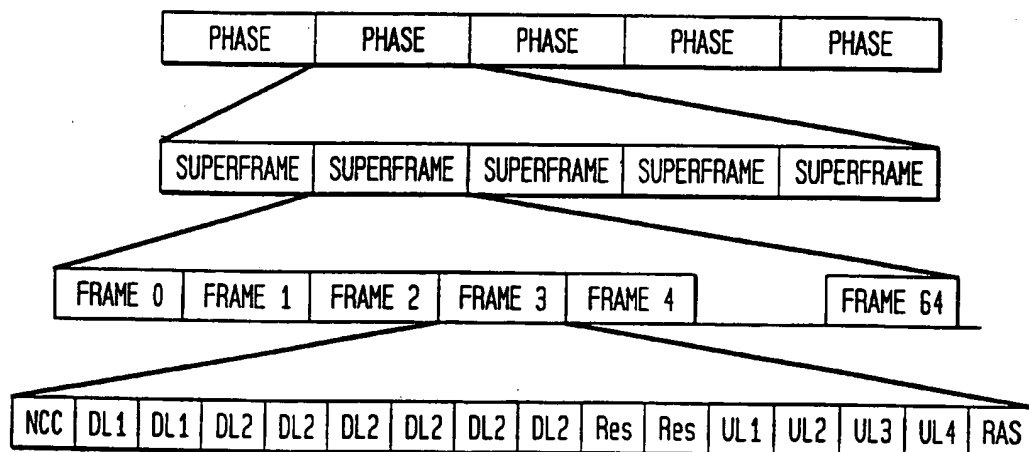 PHASE PHASE PHASE PHASE PHASE
SUPERFRAME SUPERFRAME SUPERFRAME SUPERFRAME SUPERFRAME
FRAME 0 FRAME 1 FRAME 2 FRAME 3 FRAME 4 FRAME 64
NCC DL1 DL1 DL2 DL2 DL2 DL2 DL2 DL2 Res Res UL1 UL2 UL3 UL4 RAS